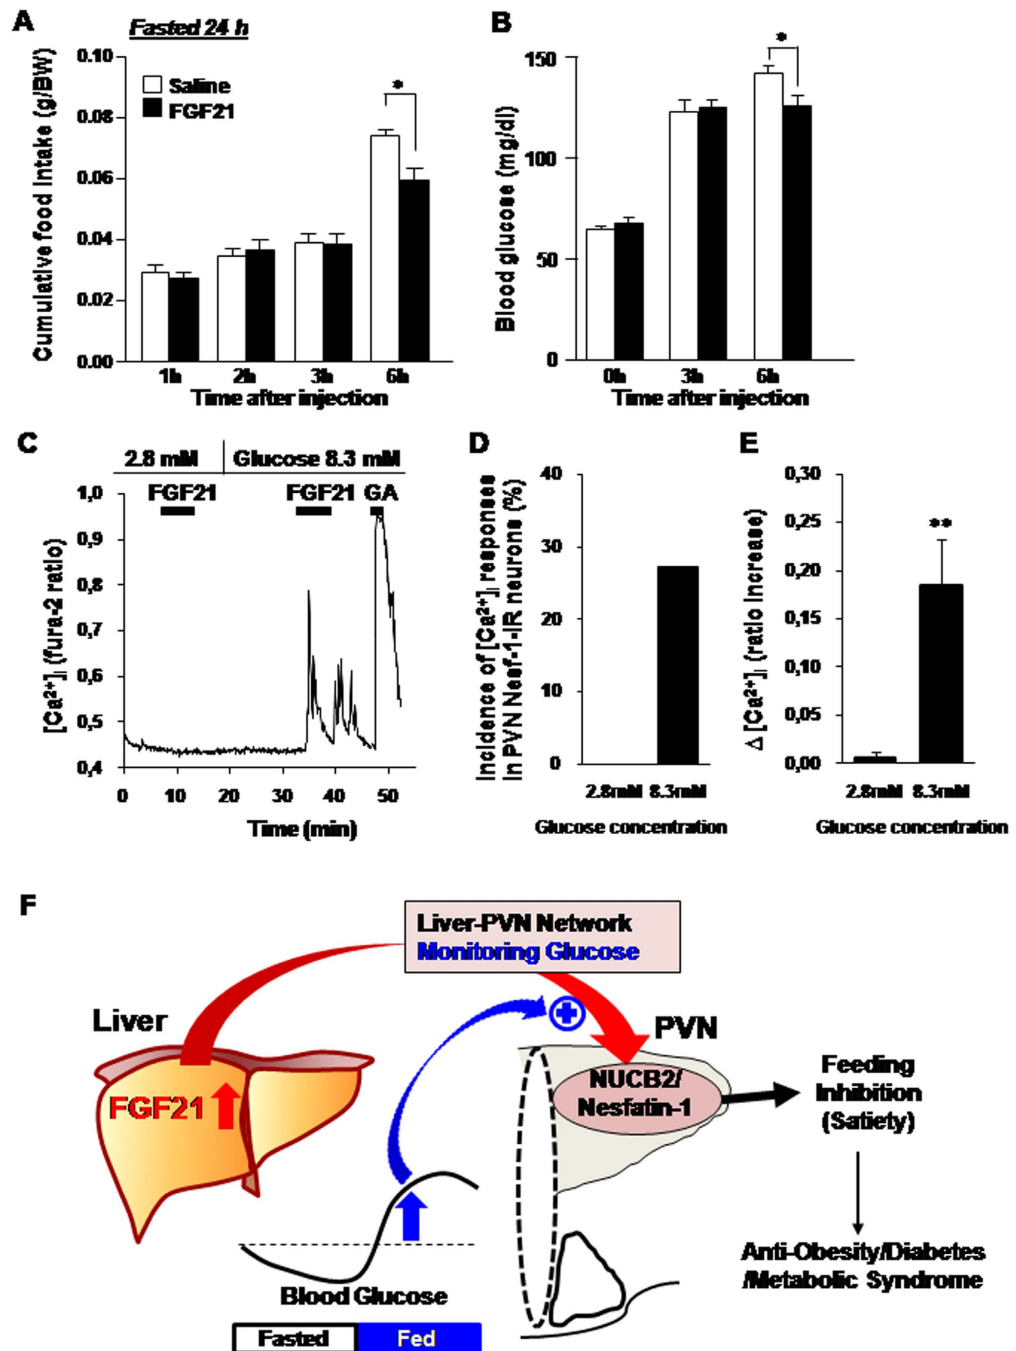 A
Fasted 24 h
Cumulative food intake (g/BW)
0.10
0.08
0.06
0.04
0.02
0.00
Saline
FGF21
*
1h 2h 3h 6h
Time after injection
B
Blood glucose (mg/dl)
150
100
50
0
*
0h 3h 6h
Time after injection
C
2.8 mM Glucose 8.3 mM
FGF21 FGF21 GA
[Ca²⁺]i (fura-2 ratio)
1,0
0,9
0,8
0,7
0,6
0,5
0,4
0 10 20 30 40 50
Time (min)
D
Incidence of [Ca²⁺]i responses
in PVN Nesf-1-IR neurons (%)
40
30
20
10
0
2.8mM 8.3mM
Glucose concentration
E
Δ [Ca²⁺]i (ratio increase)
0,30
0,25
0,20
0,15
0,10
0,05
0,00
**
2.8mM 8.3mM
Glucose concentration
F
Liver-PVN Network
Monitoring Glucose
Liver
FGF21
PVN
NUCB2/
Nesfatin-1
Feeding
Inhibition
(Satiety)
Anti-Obesity/Diabetes
/Metabolic Syndrome
Blood Glucose
Fasted Fed